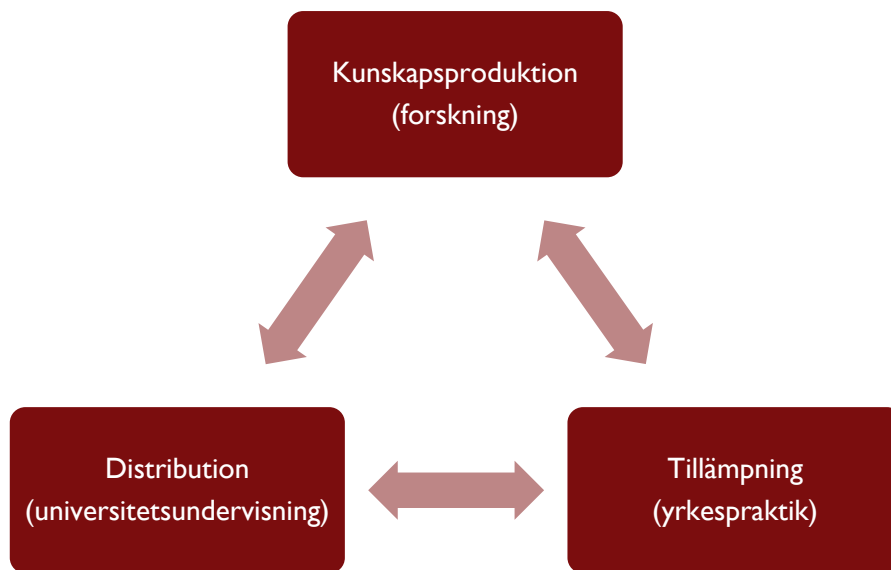 Kunskapsproduktion
(forskning)
Distribution
(universitetsundervisning)
Tillämpning
(yrkespraktik)